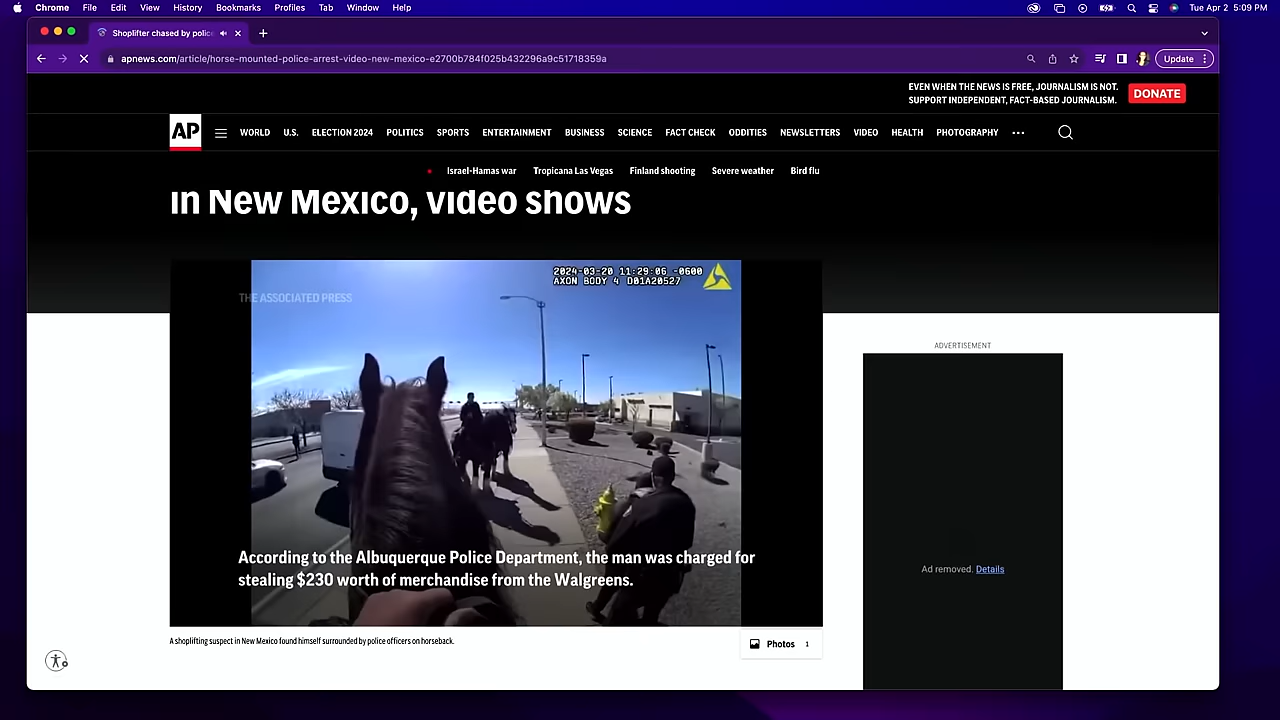 Chrome File Edit View History Bookmarks Profiles Tab Window Help
Tue Apr 2 5:09 PM
Shoplifter chased by police
apnews.com/article/horse-mounted-police-arrest-video-new-mexico-e2700b784f025b432296a9c51718359a
Update
EVEN WHEN THE NEWS IS FREE, JOURNALISM IS NOT.
SUPPORT INDEPENDENT, FACT-BASED JOURNALISM.
DONATE
AP
WORLD U.S. ELECTION 2024 POLITICS SPORTS ENTERTAINMENT BUSINESS SCIENCE FACT CHECK ODDITIES NEWSLETTERS VIDEO HEALTH PHOTOGRAPHY
Israel-Hamas war Tropicana Las Vegas Finland shooting Severe weather Bird flu
in New Mexico, video shows
2024-03-20 11:29:06 -0600
AXON BODY 4 D01A20527
THE ASSOCIATED PRESS
According to the Albuquerque Police Department, the man was charged for
stealing $230 worth of merchandise from the Walgreens.
A shoplifting suspect in New Mexico found himself surrounded by police officers on horseback.
Photos 1
ADVERTISEMENT
Ad removed. Details